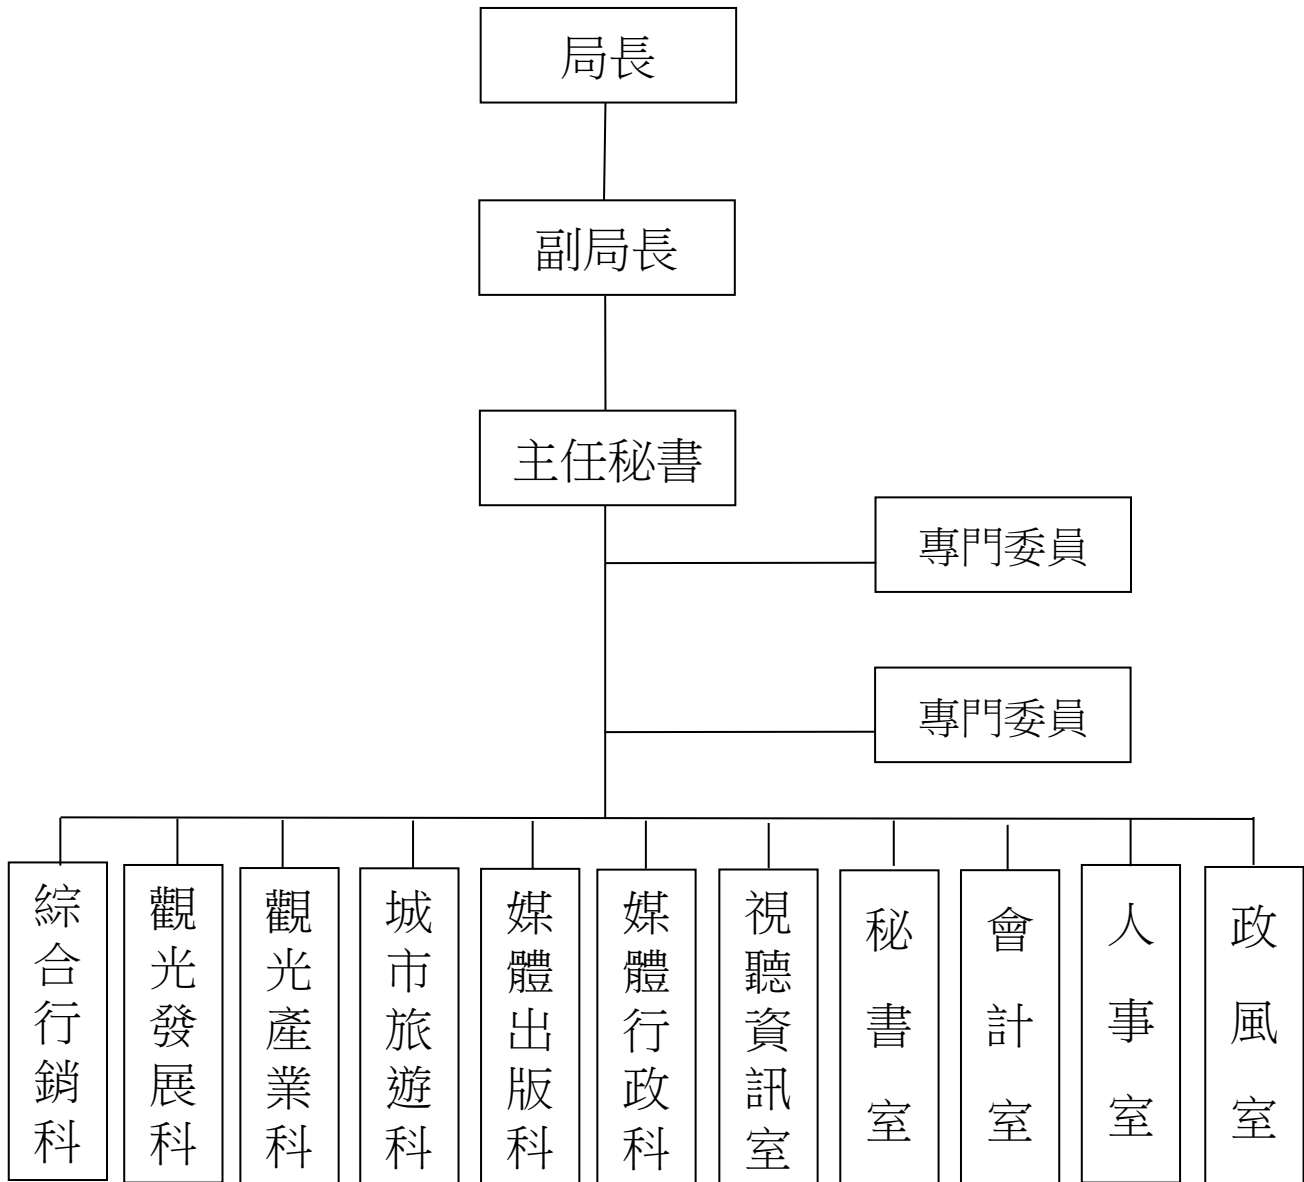 局長
副局長
主任秘書
專門委員
專門委員
綜合行銷科
觀光發展科
觀光產業科
城市旅遊科
媒體出版科
媒體行政科
視聽資訊室
秘書室
會計室
人事室
政風室